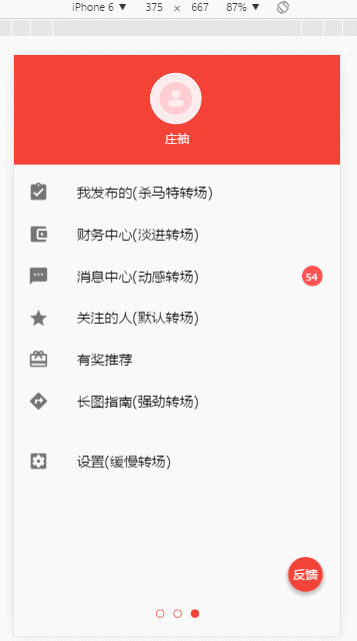 iPhone 6 ▼ 375 × 667 87% ▼
庄袖
我发布的(杀马特转场)
财务中心(淡进转场)
消息中心(动感转场) 54
关注的人(默认转场)
有奖推荐
长图指南(强劲转场)
设置(缓慢转场)
反馈